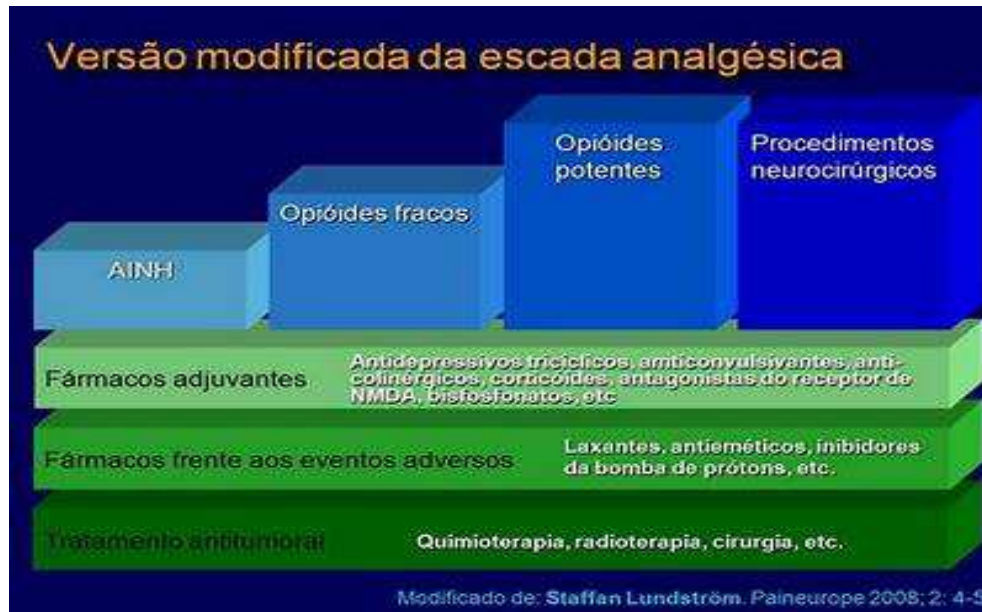 Versão modificada da escada analgésica
Opióides
potentes
Procedimentos
neurocirúrgicos
Opióides fracos
AINH
Fármacos adjuvantes
Antidepressivos tricíclicos, amticonvulsivantes, anti-
colinérgicos, corticóides, antagonistas do receptor de
NMDA, bisfosfonatos, etc
Fármacos frente aos eventos adversos
Laxantes, antieméticos, inibidores
da bomba de prótons, etc.
Tratamento antitumoral
Quimioterapia, radioterapia, cirurgia, etc.
Modificado de: Staffan Lundström. Paineurope 2008; 2: 4-5